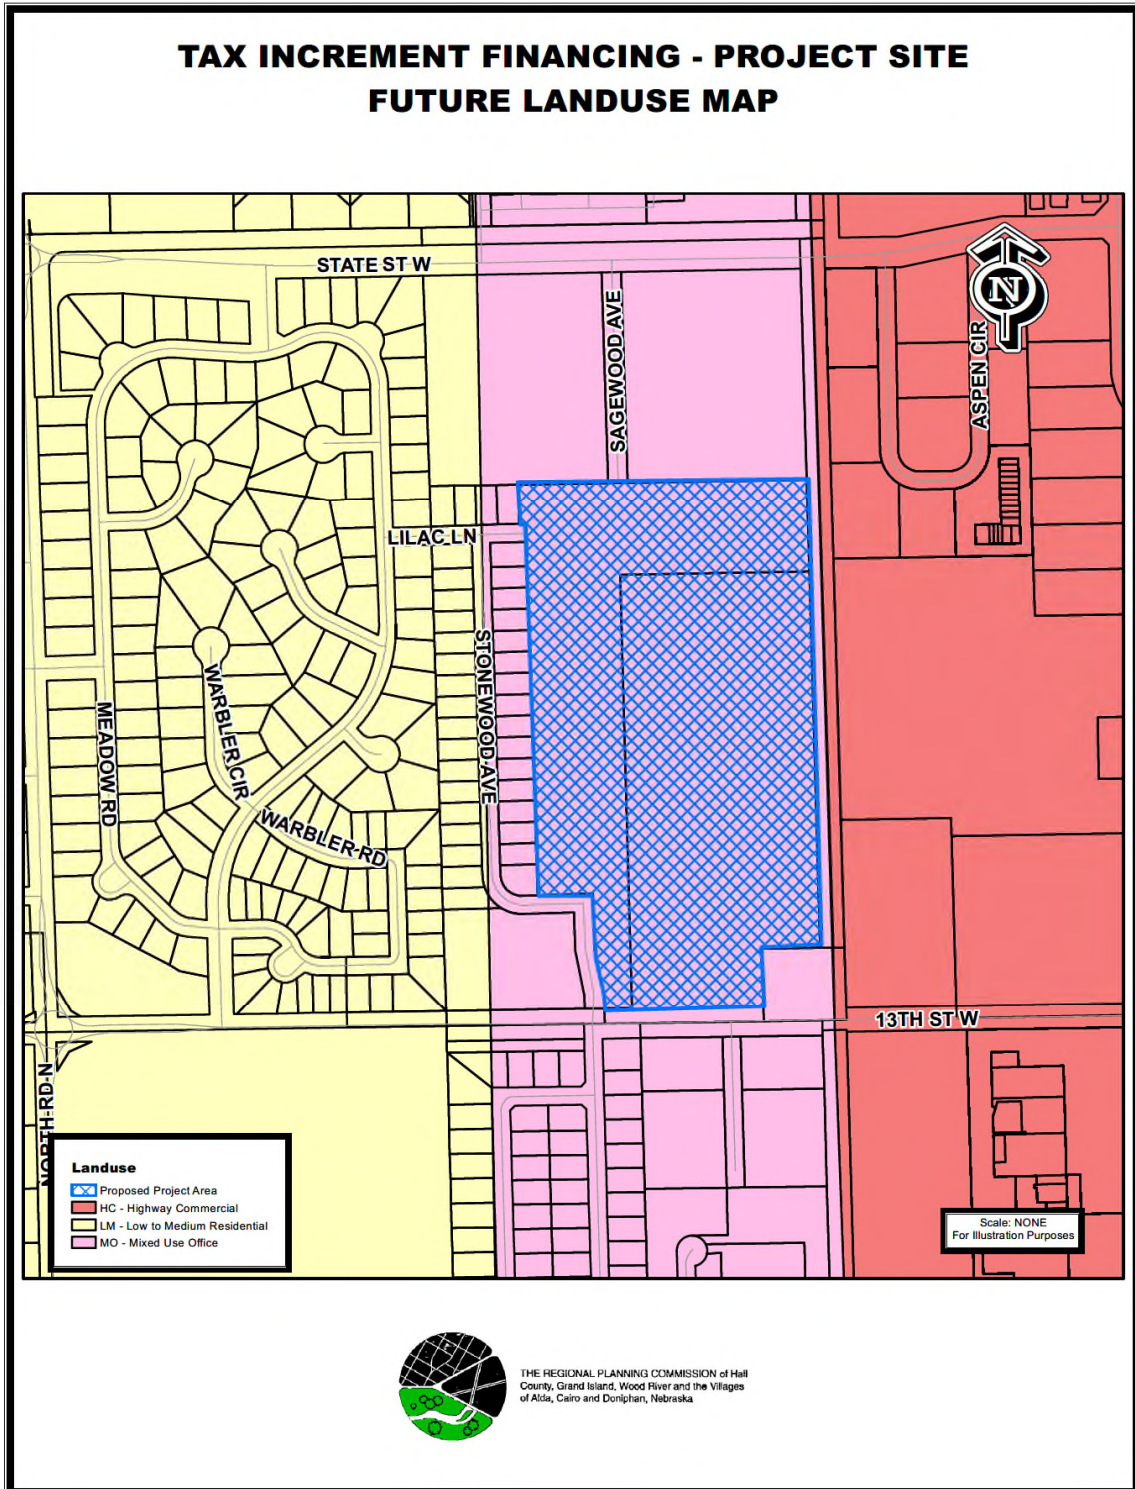 TAX INCREMENT FINANCING - PROJECT SITE
FUTURE LANDUSE MAP
STATE ST W
SAGEWOOD AVE
N
ASPEN CIR
LILAC LN
STONEWOOD AVE
WARBLER CIR
MEADOW RD
WARBLER RD
13TH ST W
NORTH RD N
Landuse
Proposed Project Area
HC - Highway Commercial
LM - Low to Medium Residential
MO - Mixed Use Office
Scale: NONE
For Illustration Purposes
THE REGIONAL PLANNING COMMISSION of Hall
County, Grand Island, Wood River and the Villages
of Alda, Cairo and Doniphan, Nebraska